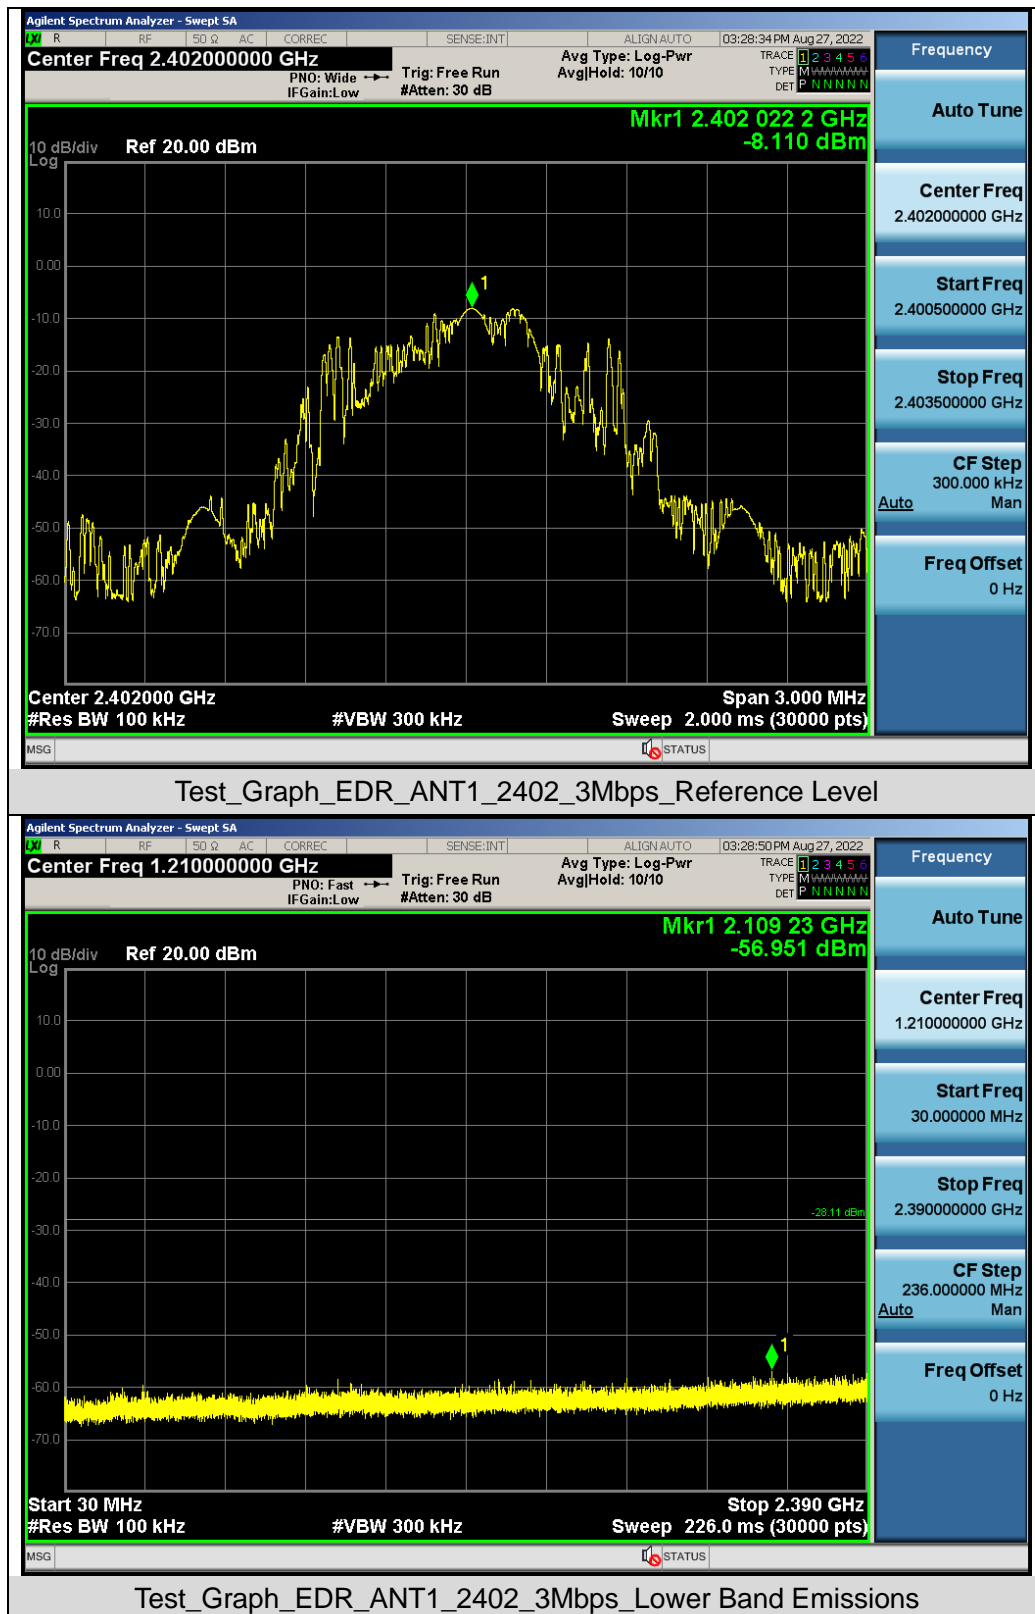 Agilent Spectrum Analyzer - Swept SA
LXI R RF 50 Ω AC CORREC SENSE:INT ALIGN AUTO 03:28:34 PM Aug 27, 2022
Center Freq 2.402000000 GHz
PNO: Wide
IFGain:Low
Trig: Free Run
#Atten: 30 dB
Avg Type: Log-Pwr
Avg|Hold: 10/10
TRACE 1 2 3 4 5 6
TYPE M
DET P N N N N N
Frequency
Mkr1 2.402 022 2 GHz
-8.110 dBm
10 dB/div
Log
Ref 20.00 dBm
10.0
0.00
-10.0
-20.0
-30.0
-40.0
-50.0
-60.0
-70.0
1
Center 2.402000 GHz
Span 3.000 MHz
#Res BW 100 kHz
#VBW 300 kHz
Sweep 2.000 ms (30000 pts)
MSG
STATUS
Auto Tune
Center Freq
2.402000000 GHz
Start Freq
2.400500000 GHz
Stop Freq
2.403500000 GHz
CF Step
300.000 kHz
Auto Man
Freq Offset
0 Hz
Test_Graph_EDR_ANT1_2402_3Mbps_Reference Level
Agilent Spectrum Analyzer - Swept SA
LXI R RF 50 Ω AC CORREC SENSE:INT ALIGN AUTO 03:28:50 PM Aug 27, 2022
Center Freq 1.210000000 GHz
PNO: Fast
IFGain:Low
Trig: Free Run
#Atten: 30 dB
Avg Type: Log-Pwr
Avg|Hold: 10/10
TRACE 1 2 3 4 5 6
TYPE M
DET P N N N N N
Frequency
Mkr1 2.109 23 GHz
-56.951 dBm
10 dB/div
Log
Ref 20.00 dBm
10.0
0.00
-10.0
-20.0
-30.0
-40.0
-50.0
-60.0
-70.0
-28.11 dBm
1
Start 30 MHz
Stop 2.390 GHz
#Res BW 100 kHz
#VBW 300 kHz
Sweep 226.0 ms (30000 pts)
MSG
STATUS
Auto Tune
Center Freq
1.210000000 GHz
Start Freq
30.000000 MHz
Stop Freq
2.390000000 GHz
CF Step
236.000000 MHz
Auto Man
Freq Offset
0 Hz
Test_Graph_EDR_ANT1_2402_3Mbps_Lower Band Emissions